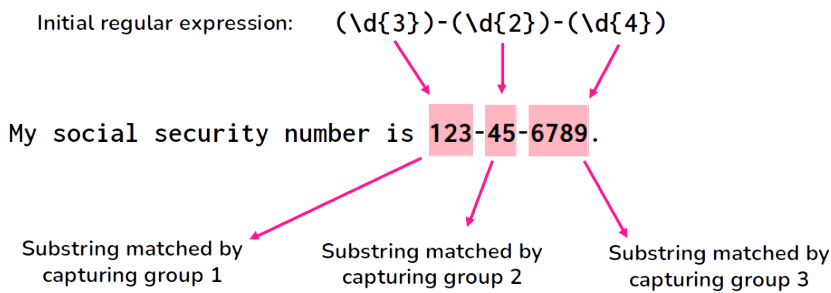 Initial regular expression: (\d{3})-(\d{2})-(\d{4})
My social security number is 123-45-6789.
Substring matched by
capturing group 1
Substring matched by
capturing group 2
Substring matched by
capturing group 3